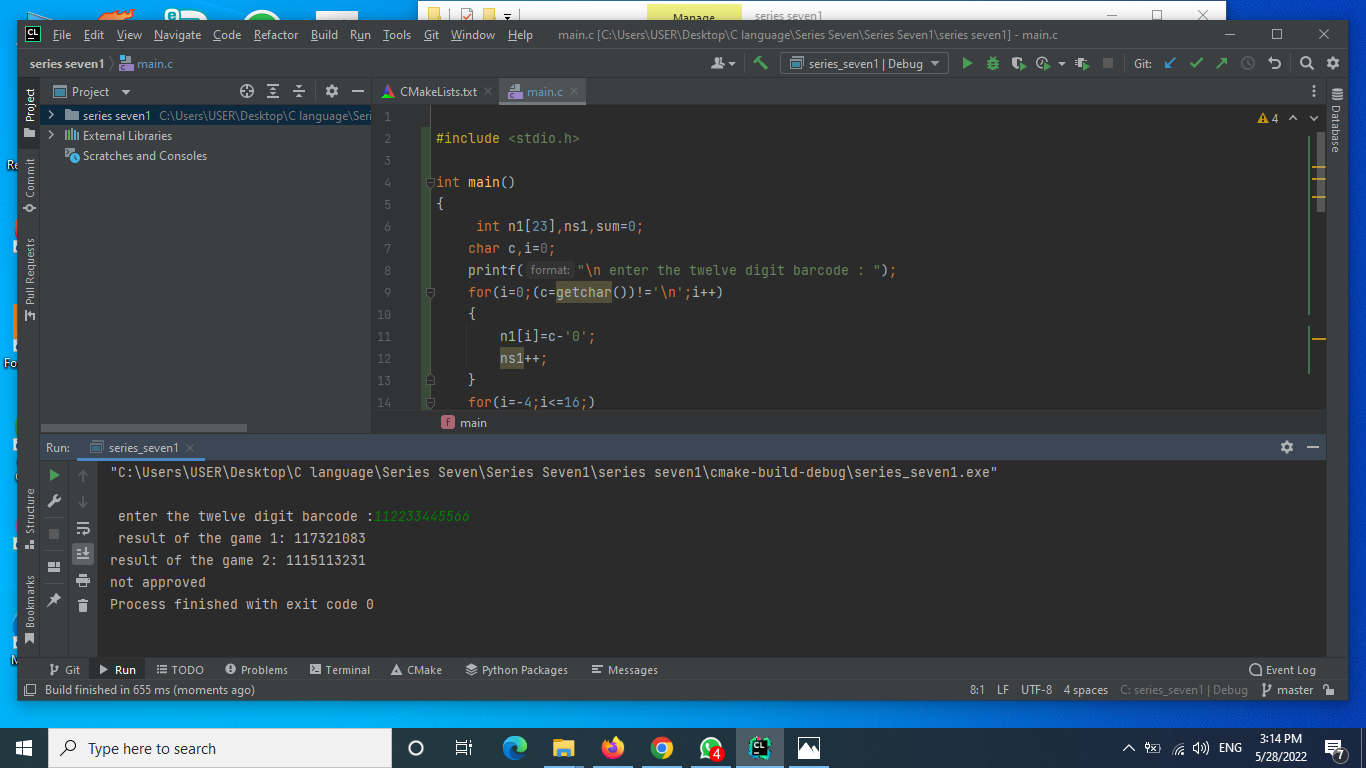 Manage
series seven1
File Edit View Navigate Code Refactor Build Run Tools Git Window Help main.c [C:\Users\USER\Desktop\C language\Series Seven\Series Seven1\series seven1] - main.c
series seven1 main.c series_seven1 | Debug Git:
Project
Commit
Pull Requests
Structure
Bookmarks
Database
Project
series seven1 C:\Users\USER\Desktop\C language\Seri
External Libraries
Scratches and Consoles
CMakeLists.txt main.c
4
1
2 #include <stdio.h>
3
4 int main()
5 {
6 int n1[23],ns1,sum=0;
7 char c,i=0;
8 printf( format: "\n enter the twelve digit barcode : ");
9 for(i=0;(c=getchar())!='\n';i++)
10 {
11 n1[i]=c-'0';
12 ns1++;
13 }
14 for(i=-4;i<=16;)
f main
Run: series_seven1
"C:\Users\USER\Desktop\C language\Series Seven\Series Seven1\series seven1\cmake-build-debug\series_seven1.exe"
enter the twelve digit barcode :112233445566
result of the game 1: 117321083
result of the game 2: 1115113231
not approved
Process finished with exit code 0
Git Run TODO Problems Terminal CMake Python Packages Messages Event Log
Build finished in 655 ms (moments ago) 8:1 LF UTF-8 4 spaces C: series_seven1 | Debug master
Type here to search
4
ENG
3:14 PM
5/28/2022
7